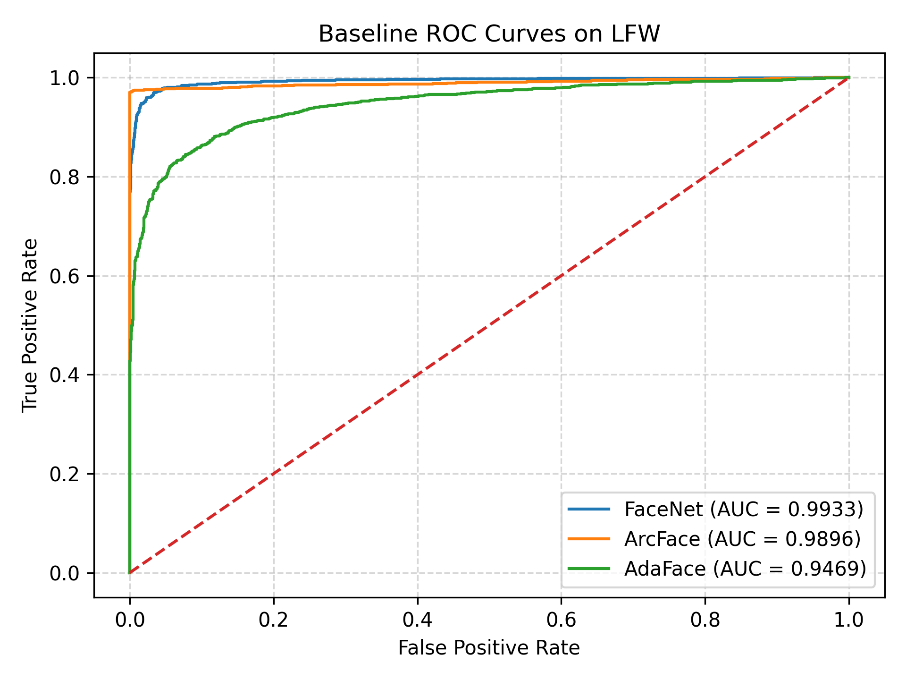 Baseline ROC Curves on LFW
True Positive Rate
1.0
0.8
0.6
0.4
0.2
0.0
0.0 0.2 0.4 0.6 0.8 1.0
False Positive Rate
FaceNet (AUC = 0.9933)
ArcFace (AUC = 0.9896)
AdaFace (AUC = 0.9469)